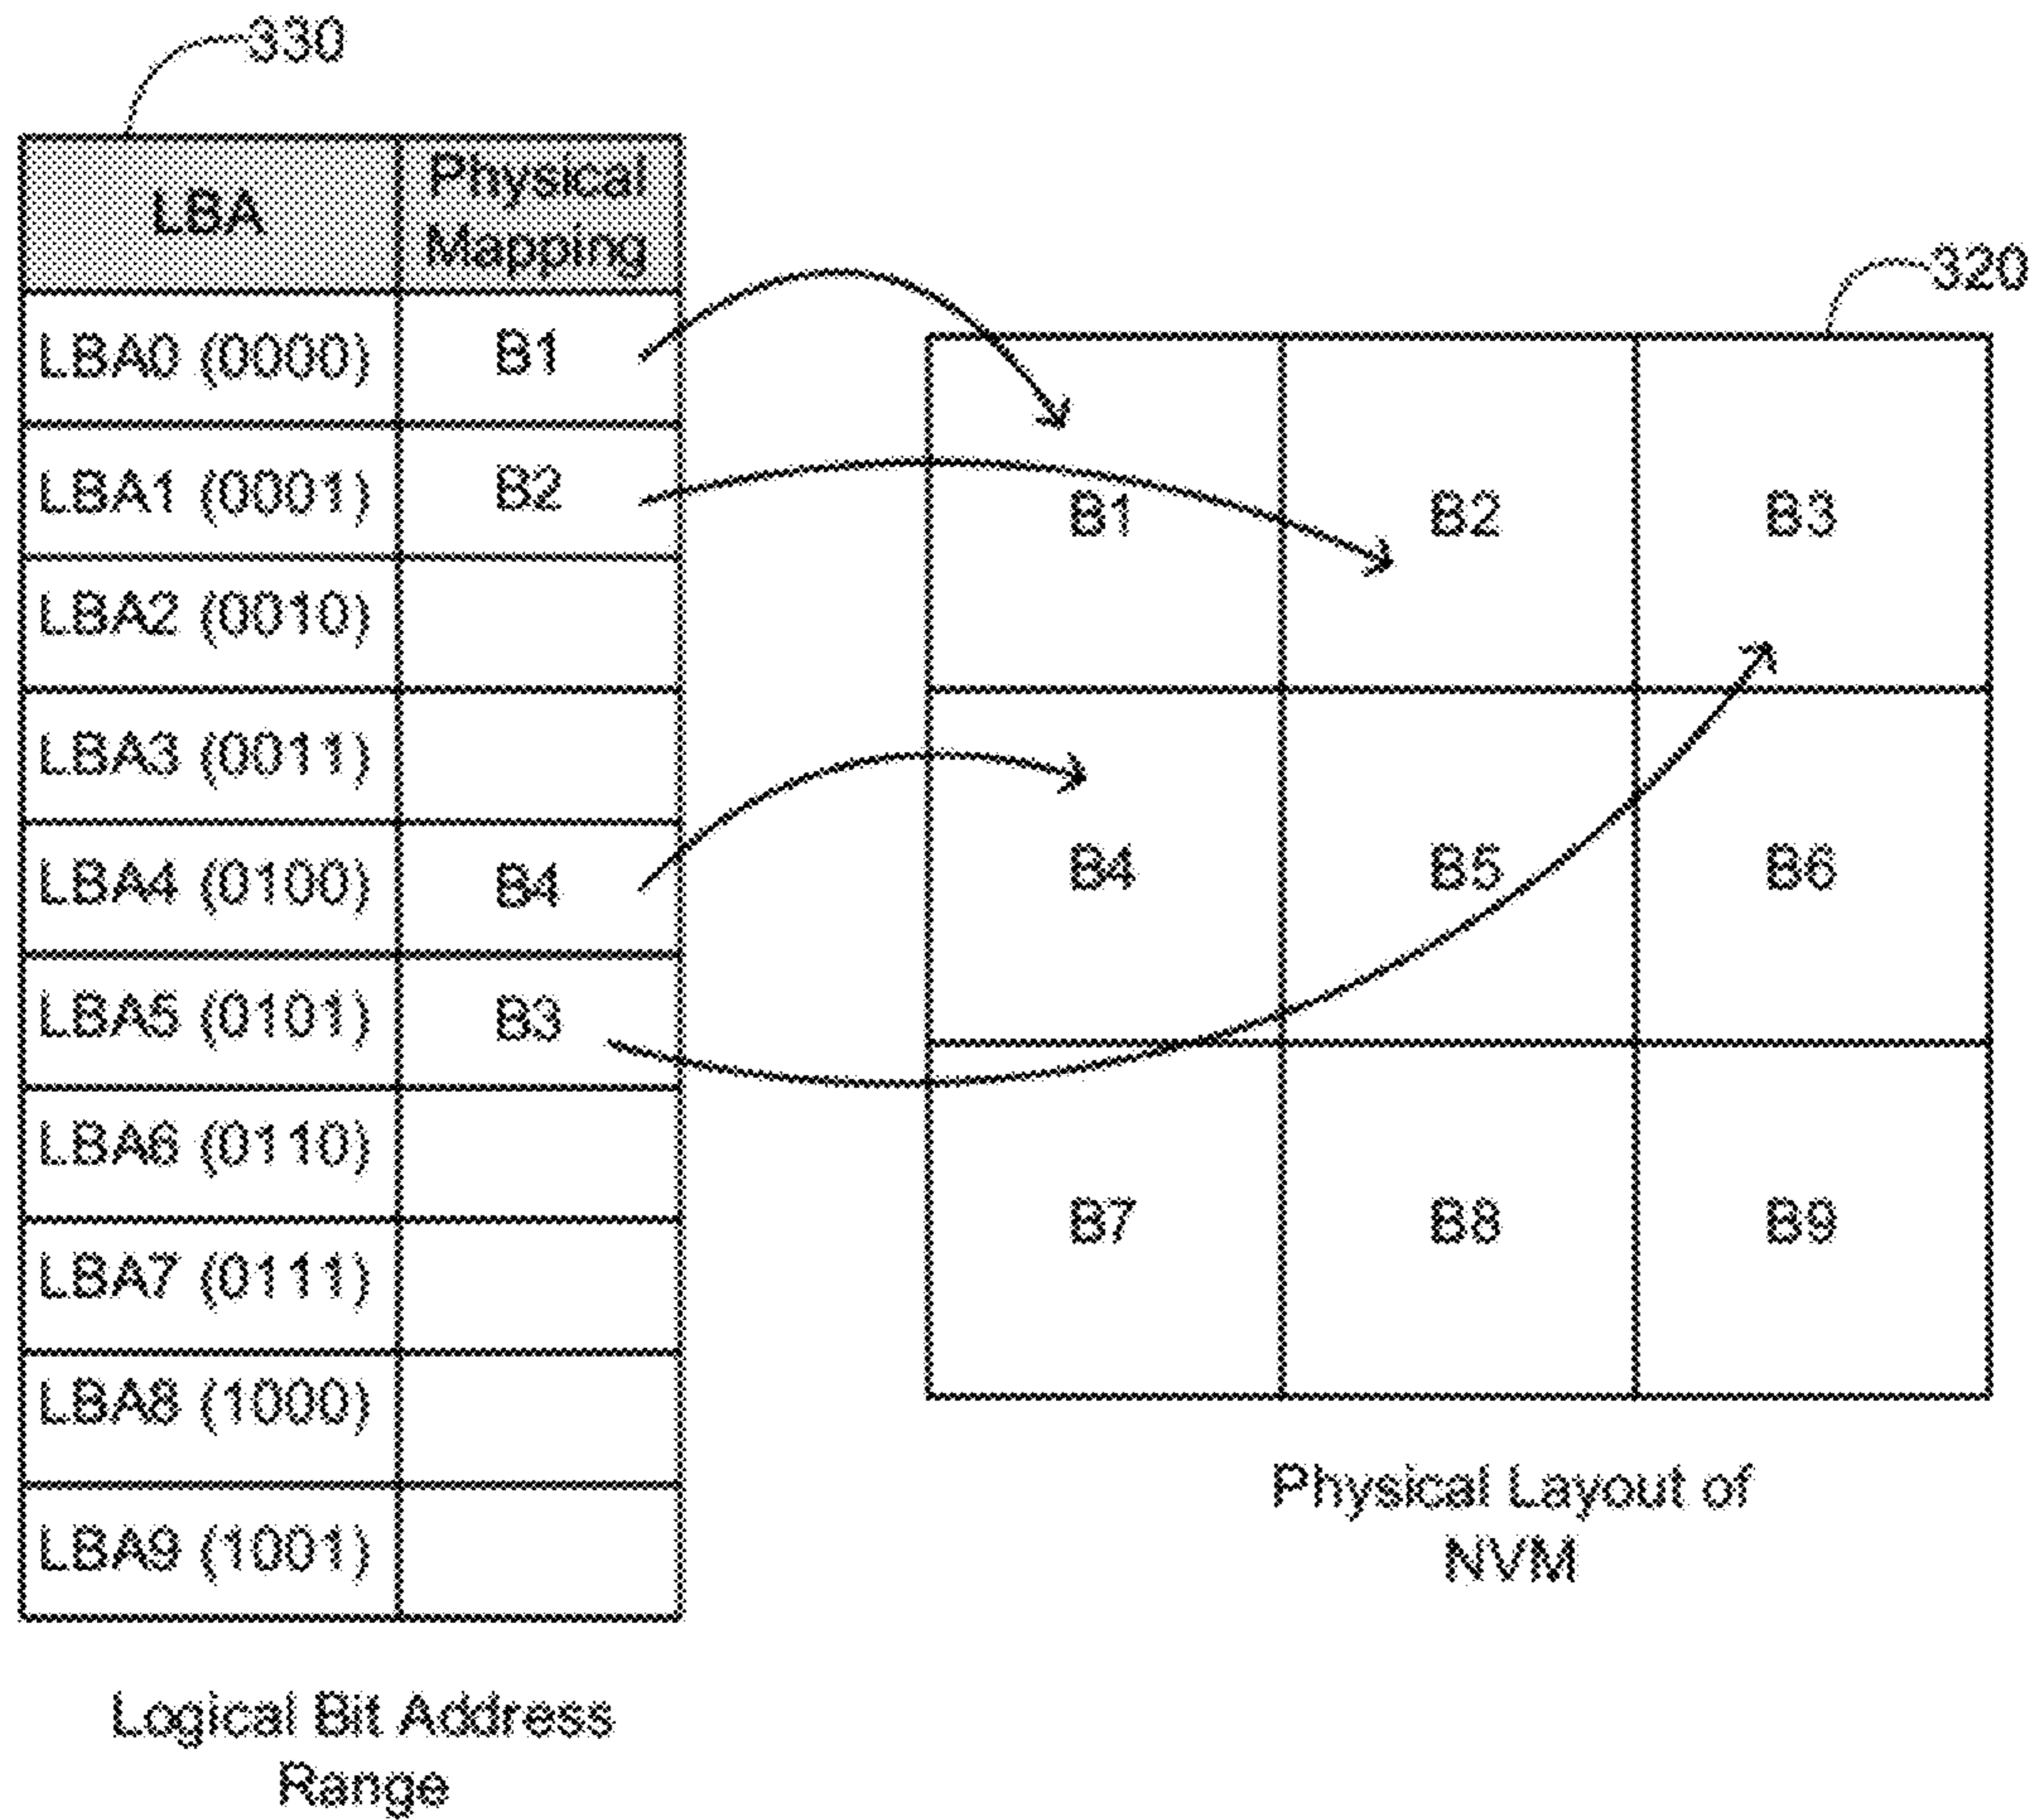 330
LBA
Physical
Mapping
LBA0 (0000)
B1
LBA1 (0001)
B2
LBA2 (0010)
LBA3 (0011)
LBA4 (0100)
B4
LBA5 (0101)
B3
LBA6 (0110)
LBA7 (0111)
LBA8 (1000)
LBA9 (1001)
Logical Bit Address
Range
320
B1 B2 B3
B4 B5 B6
B7 B8 B9
Physical Layout of
NVM